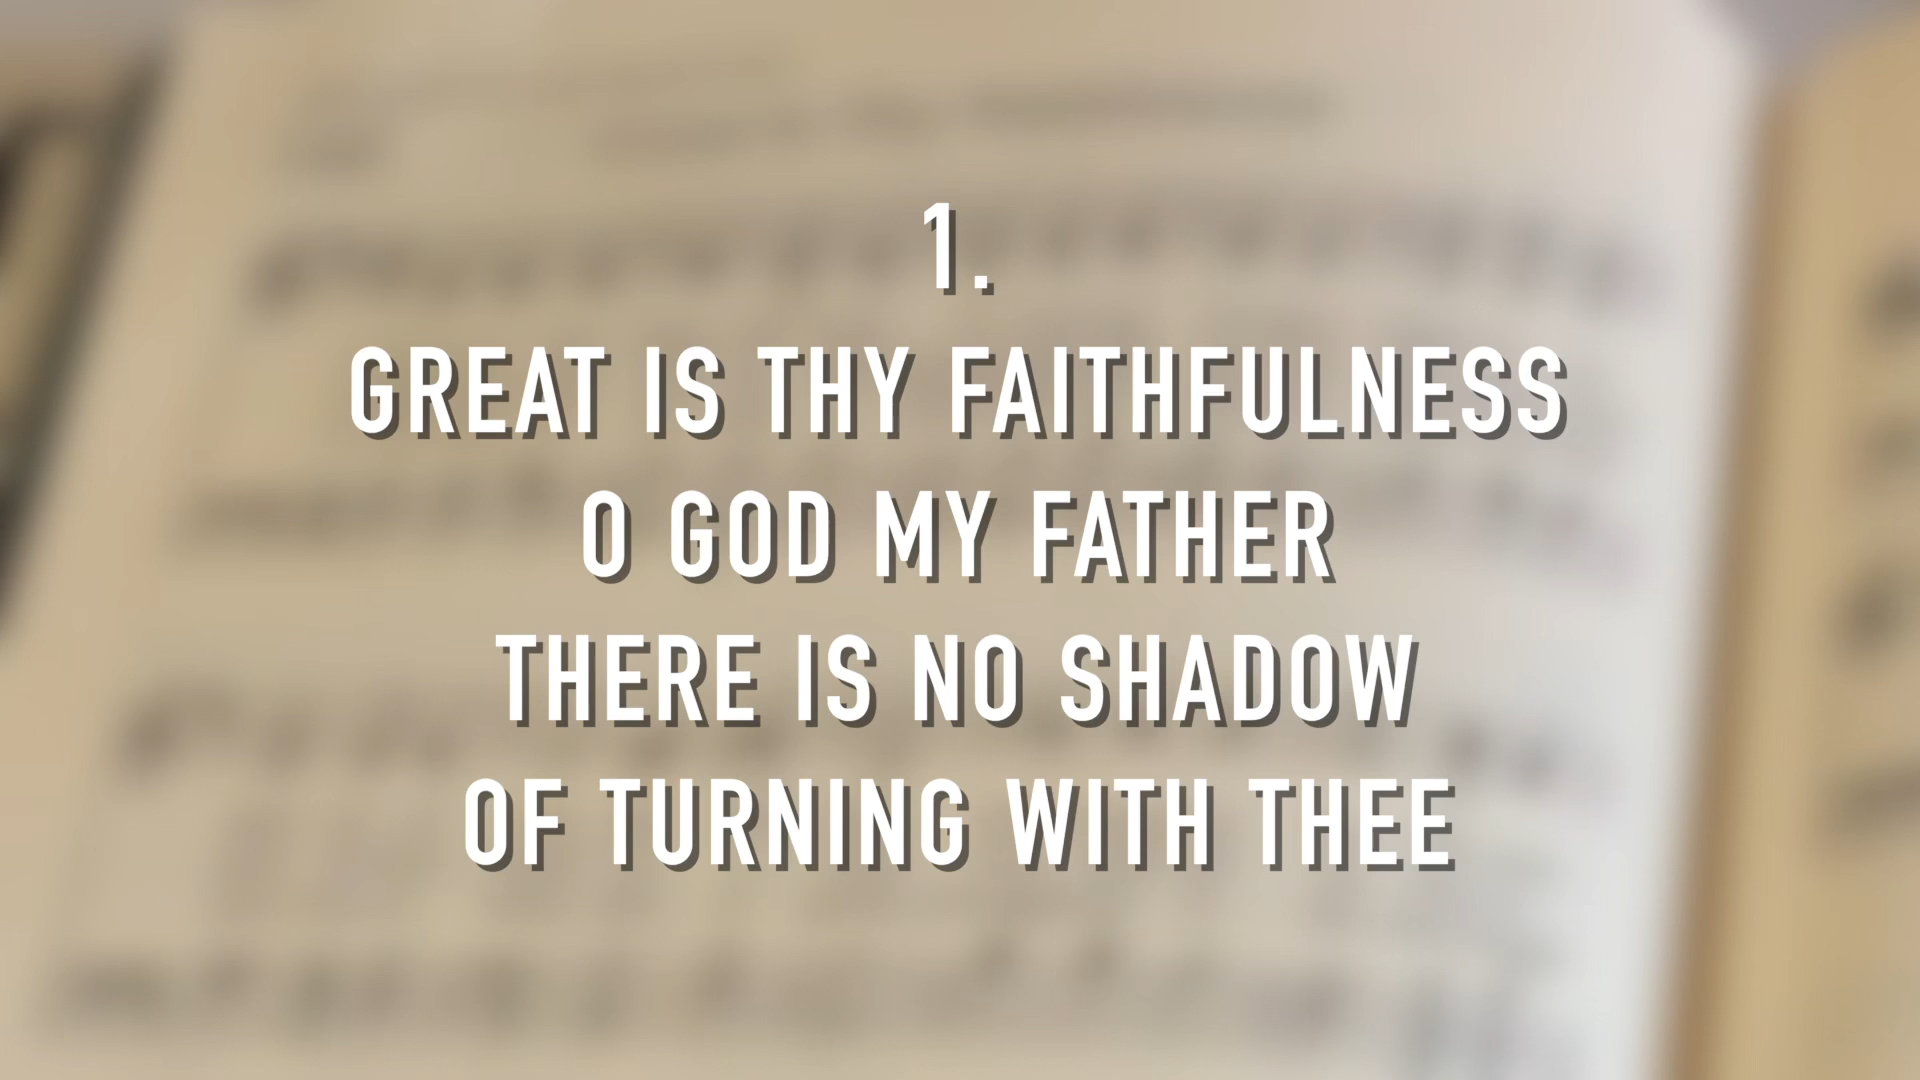 1.
GREAT IS THY FAITHFULNESS
O GOD MY FATHER
THERE IS NO SHADOW
OF TURNING WITH THEE